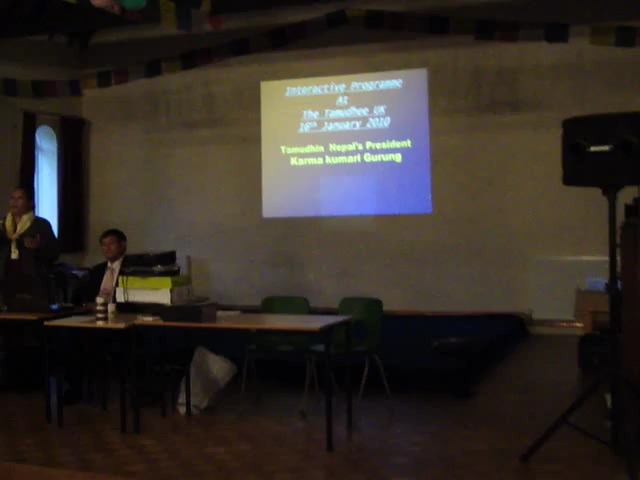 Interactive Programme
At
The Tamudhee UK
16th January 2010
Tamudhin Nepal's President
Karma kumari Gurung